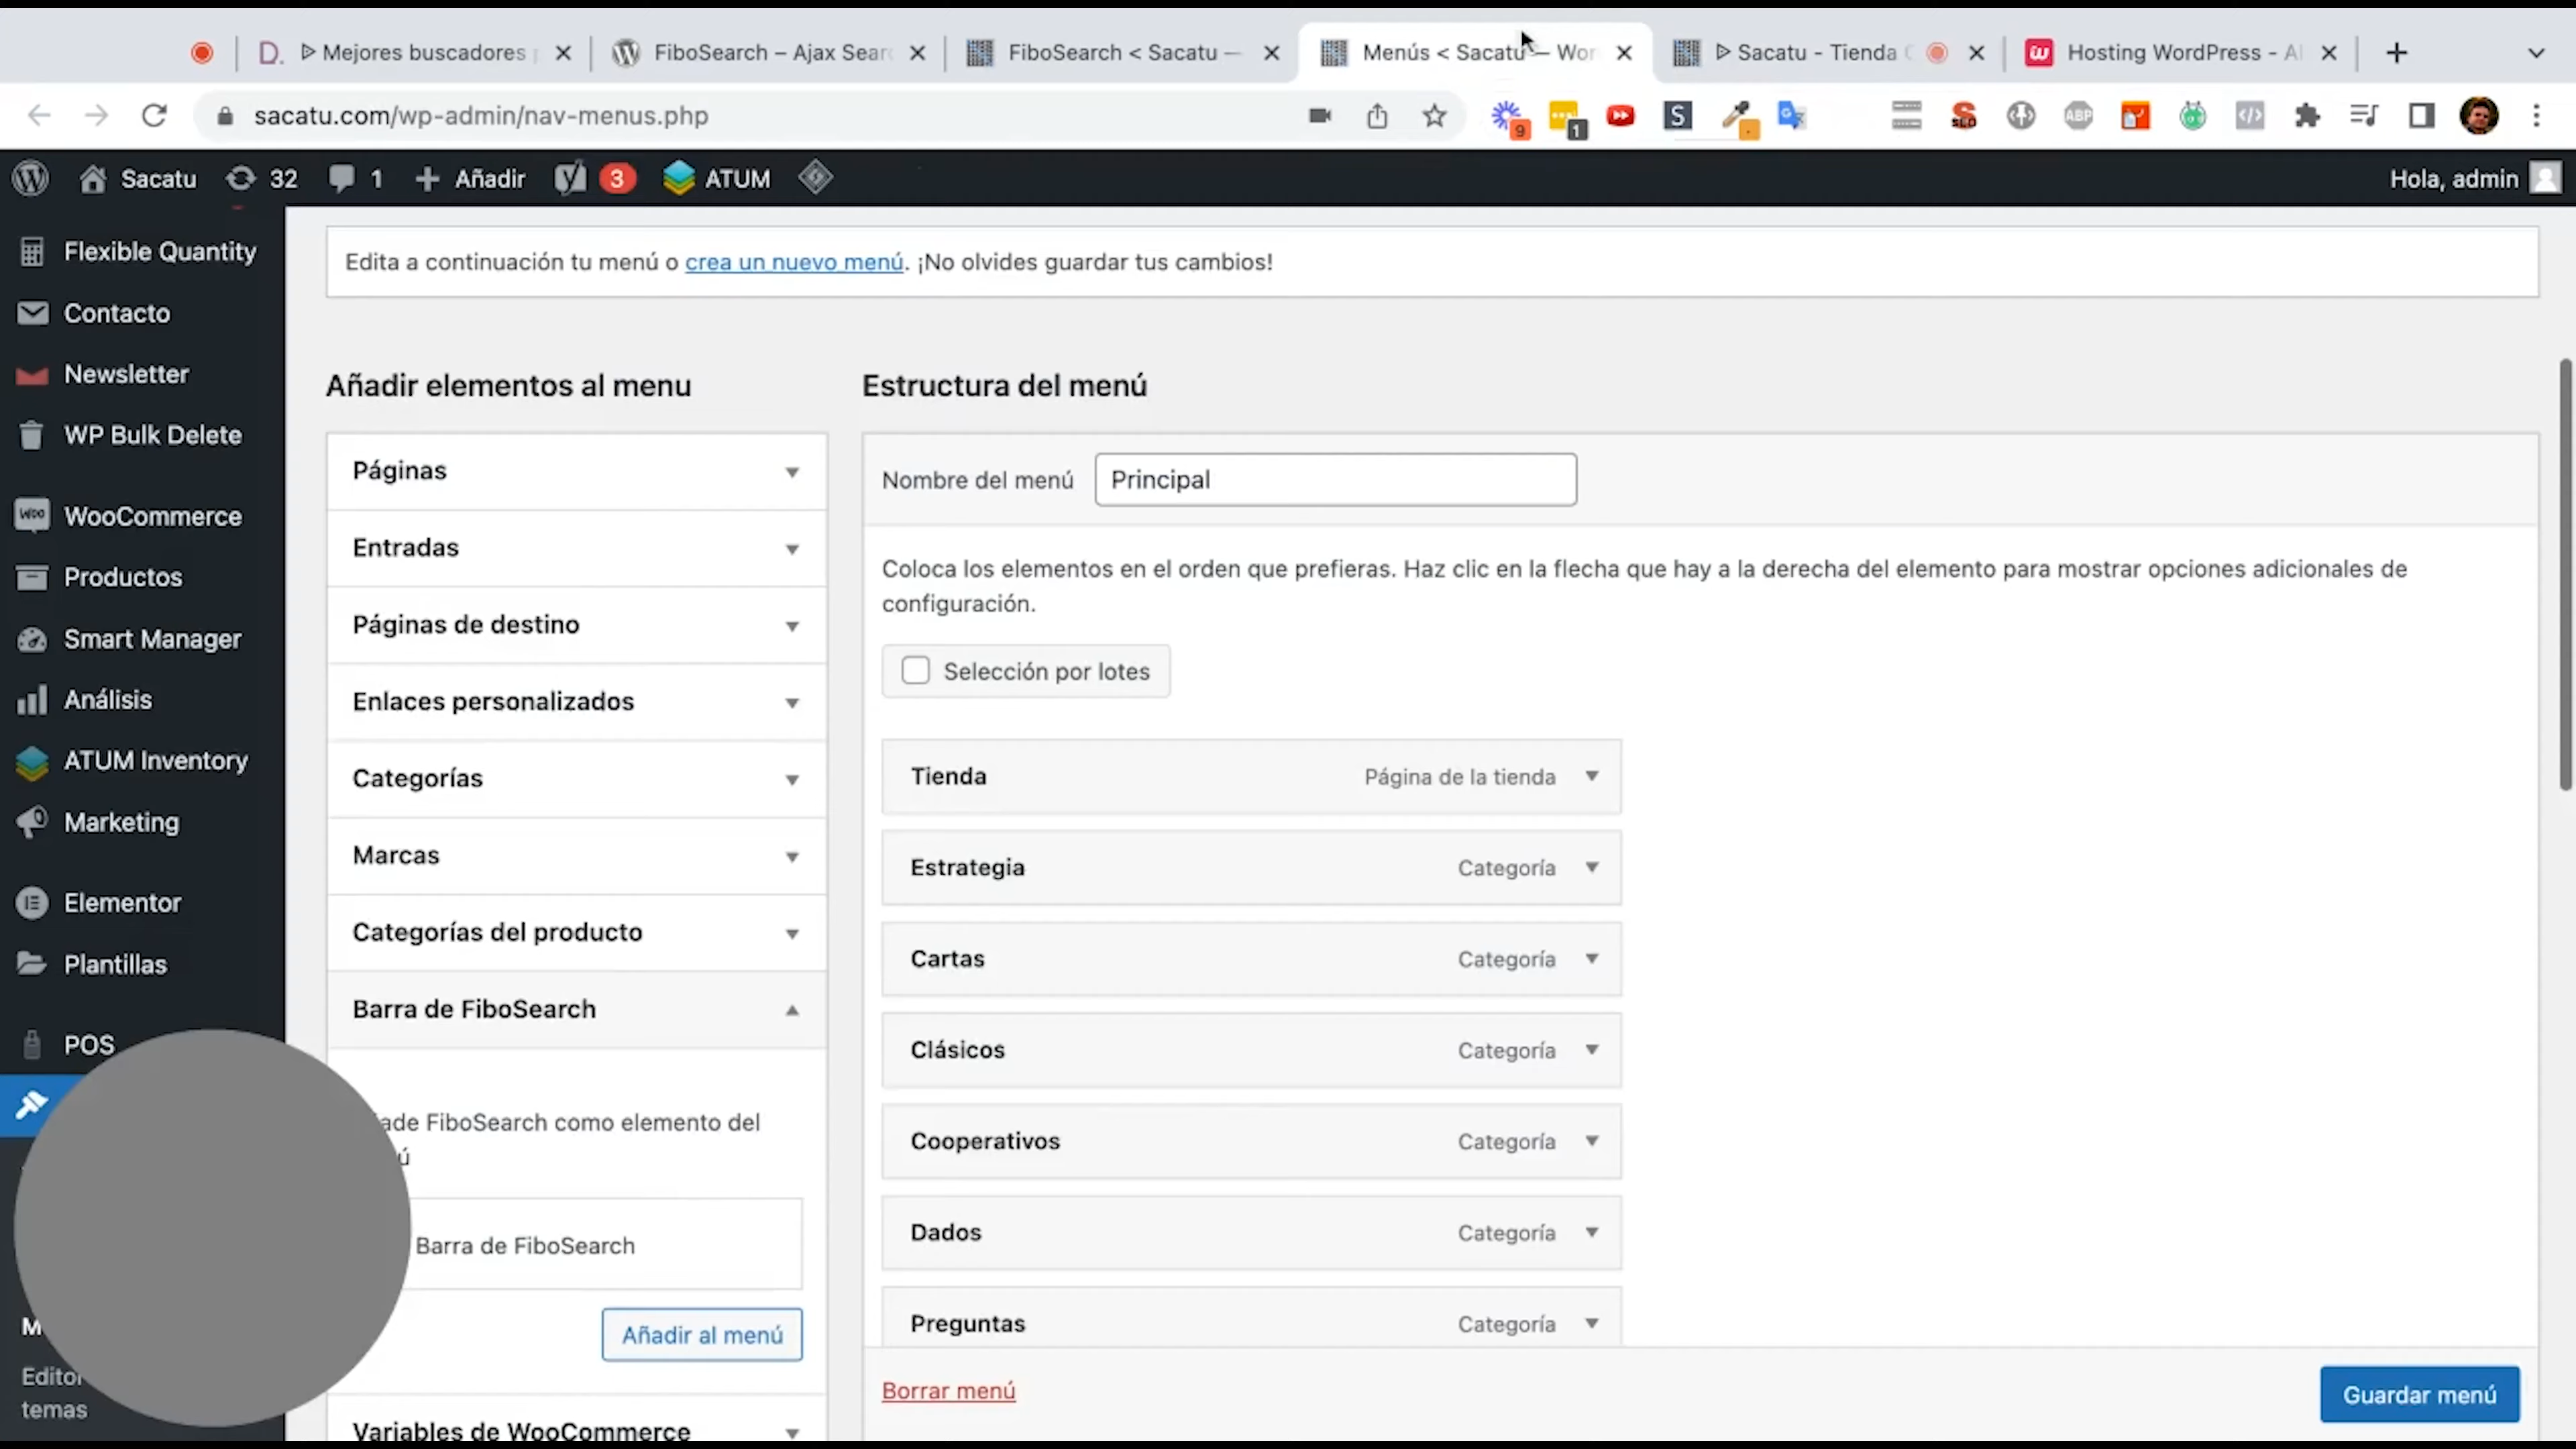 Mejores buscadores
FiboSearch – Ajax Sear
FiboSearch < Sacatu —
Menús < Sacatu — Wor
Sacatu - Tienda
Hosting WordPress - A
sacatu.com/wp-admin/nav-menus.php
9
1
S
SEO
ABP
Sacatu
32
1
Añadir
3
ATUM
Hola, admin
Flexible Quantity
Contacto
Newsletter
WP Bulk Delete
WooCommerce
Productos
Smart Manager
Análisis
ATUM Inventory
Marketing
Elementor
Plantillas
POS
M
Editor
temas
Edita a continuación tu menú o crea un nuevo menú. ¡No olvides guardar tus cambios!
Añadir elementos al menu
Páginas
Entradas
Páginas de destino
Enlaces personalizados
Categorías
Marcas
Categorías del producto
Barra de FiboSearch
ade FiboSearch como elemento del
ú
Barra de FiboSearch
Añadir al menú
Variables de WooCommerce
Estructura del menú
Nombre del menú
Principal
Coloca los elementos en el orden que prefieras. Haz clic en la flecha que hay a la derecha del elemento para mostrar opciones adicionales de
configuración.
Selección por lotes
Tienda Página de la tienda
Estrategia Categoría
Cartas Categoría
Clásicos Categoría
Cooperativos Categoría
Dados Categoría
Preguntas Categoría
Borrar menú
Guardar menú